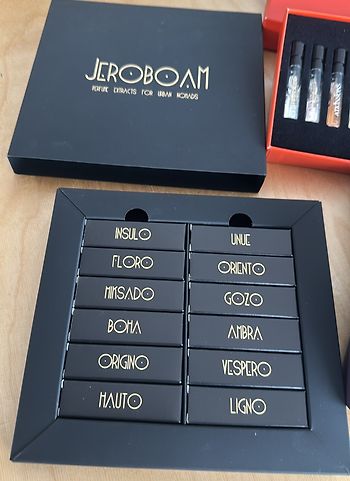 JEROBOAM
PERFUME EXTRACTS FOR URBAN NOMADS
INSULO
UNUE
FLORO
ORIENTO
MIKSADO
GOZO
BOHA
AMBRA
ORIGINO
VESPERO
HAUTO
LIGNO